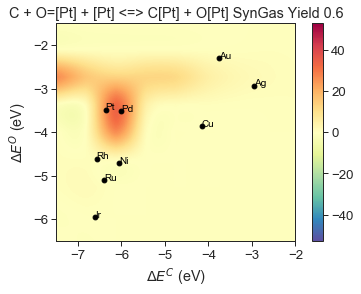 C + O=[Pt] + [Pt] <=> C[Pt] + O[Pt] SynGas Yield 0.6
−2
−3
−4
−5
−6
ΔE^O (eV)
Au
Ag
Pt
Pd
Cu
Rh
Ni
Ru
Ir
40
20
0
−20
−40
−7
−6
−5
−4
−3
−2
ΔE^C (eV)